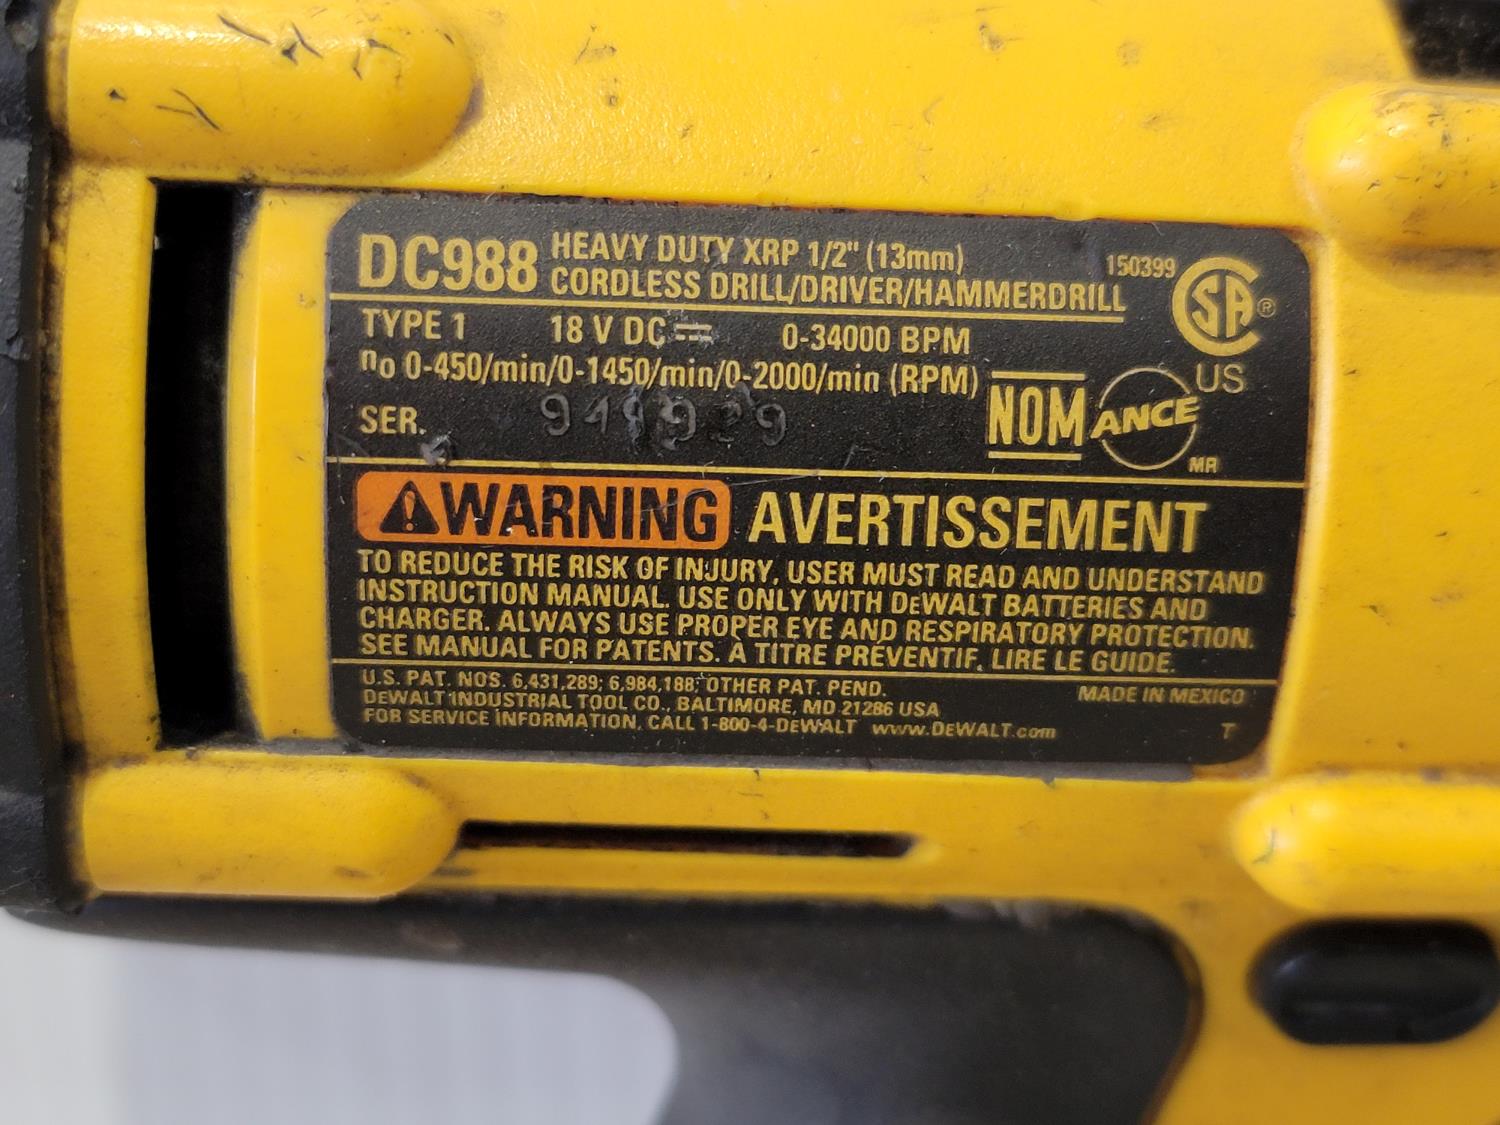 DC988 HEAVY DUTY XRP 1/2" (13mm)
CORDLESS DRILL/DRIVER/HAMMERDRILL
150399
CSA ®
US
TYPE 1 18 V DC ⎓ 0-34000 BPM
no 0-450/min/0-1450/min/0-2000/min (RPM)
NOM
ANCE
MR
SER.
WARNING AVERTISSEMENT
TO REDUCE THE RISK OF INJURY, USER MUST READ AND UNDERSTAND
INSTRUCTION MANUAL. USE ONLY WITH DEWALT BATTERIES AND
CHARGER. ALWAYS USE PROPER EYE AND RESPIRATORY PROTECTION.
SEE MANUAL FOR PATENTS. À TITRE PRÉVENTIF, LIRE LE GUIDE.
U.S. PAT. NOS. 6,431,289; 6,984,188; OTHER PAT. PEND.
MADE IN MEXICO
DEWALT INDUSTRIAL TOOL CO., BALTIMORE, MD 21286 USA
FOR SERVICE INFORMATION, CALL 1-800-4-DEWALT www.DEWALT.com
T